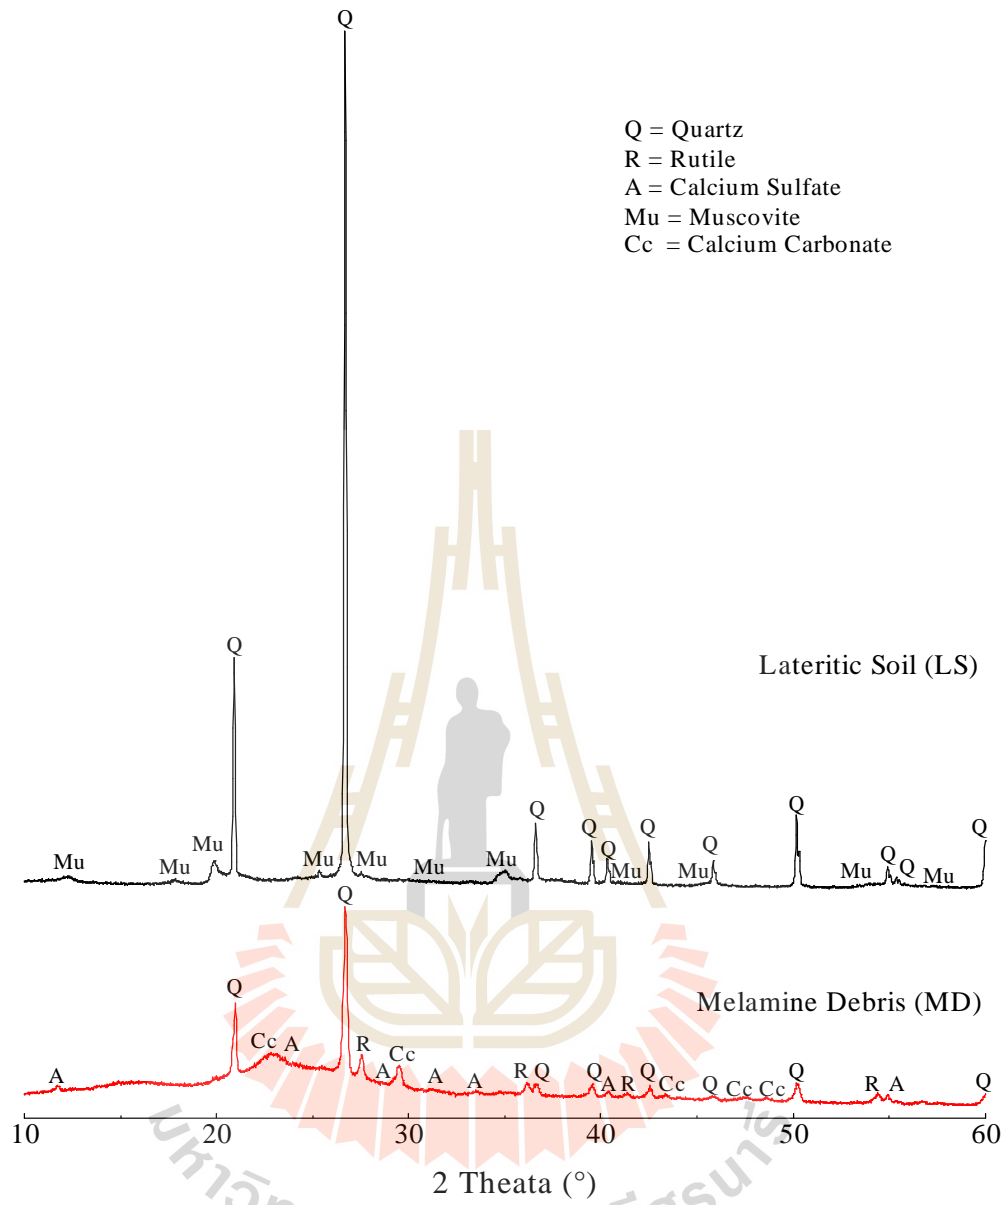 Q
Q = Quartz
R = Rutile
A = Calcium Sulfate
Mu = Muscovite
Cc = Calcium Carbonate
Q
Lateritic Soil (LS)
Mu Mu Mu Mu Mu Mu Mu Q Q Q Mu Q Mu Q Q Mu Q Q Mu Q
Q
Q
Melamine Debris (MD)
A Cc A R A Cc A A R Q Q A R Q Cc Q Cc Cc Q R A Q
10 20 30 40 50 60
2 Theata (°)